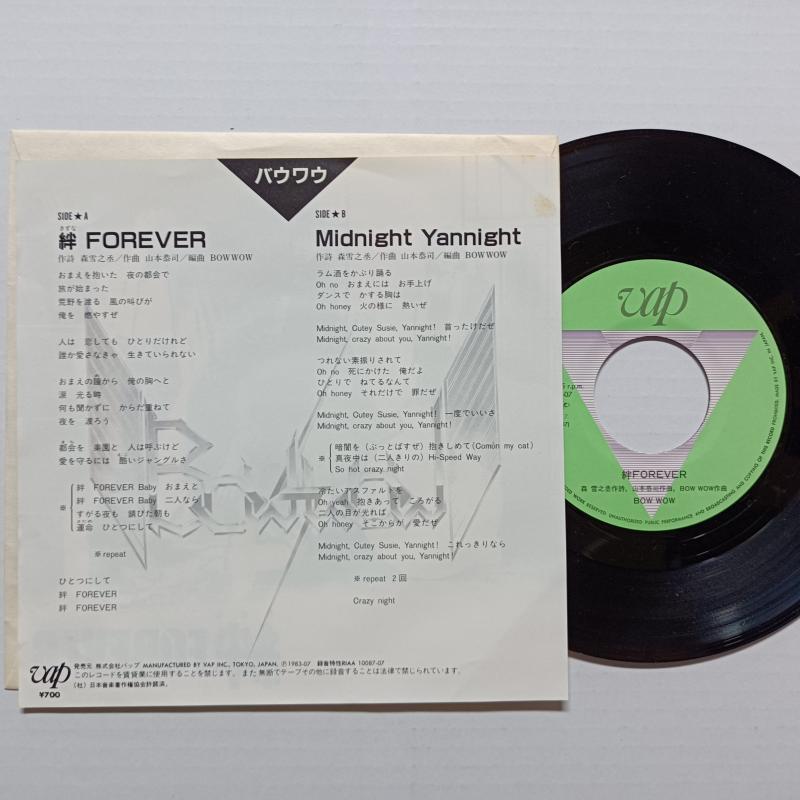 バウワウ
SIDE★A
きずな
絆 FOREVER
作詩 森雪之丞／作曲 山本恭司／編曲 BOWWOW
おまえを抱いた 夜の都会で
旅が始まった
荒野を渡る 風の叫びが
俺を 燃やすぜ
人は 恋しても ひとりだけれど
誰か愛さなきゃ 生きていられない
おまえの瞳から 俺の胸へと
涙 光る時
何も聞かずに からだ重ねて
夜を 渡ろう
都会を 楽園と 人は呼ぶけど
愛を守るには 酷いジャングルさ
※ 絆 FOREVER Baby おまえと
絆 FOREVER Baby 二人なら
すがる夜も 錆びた朝も
運命 ひとつにして
※repeat
ひとつにして
絆 FOREVER
絆 FOREVER
SIDE★B
Midnight Yannight
作詩 森雪之丞／作曲 山本恭司／編曲 BOWWOW
ラム酒をかぶり踊る
Oh no おまえには お手上げ
ダンスで かする胸は
Oh honey 火の様に 熱いぜ
Midnight, Cutey Susie, Yannight! 首ったけだぜ
Midnight, crazy about you, Yannight!
つれない素振りされて
Oh no 死にかけた 俺だよ
ひとりで ねてるなんて
Oh honey それだけで 罪だぜ
Midnight, Cutey Susie, Yannight! 一度でいいさ
Midnight, crazy about you, Yannight!
※ 暗闇を (ぶっとばすぜ) 抱きしめて (Comon my cat)
真夜中は (二人きりの) Hi-Speed Way
So hot crazy night
冷たいアスファルトを
Oh yeah 抱きあって ころがる
二人の目が光れば
Oh honey そこからが 愛だぜ
Midnight, Cutey Susie, Yannight! これっきりなら
Midnight, crazy about you, Yannight!
※repeat 2回
Crazy night
BOWWOW
vap
¥700
発売元 株式会社バップ MANUFACTURED BY VAP INC., TOKYO, JAPAN. Ⓟ1983-07 録音特性RIAA 10087-07
このレコードを賃貸業に使用することを禁じます。また無断でテープその他に録音することは法律で禁じられています。
(社)日本音楽著作権協会許諾済。
vap
r.p.m.
-07
絆FOREVER
森 雪之丞作詩，山本恭司作曲，BOW WOW作曲
BOW WOW